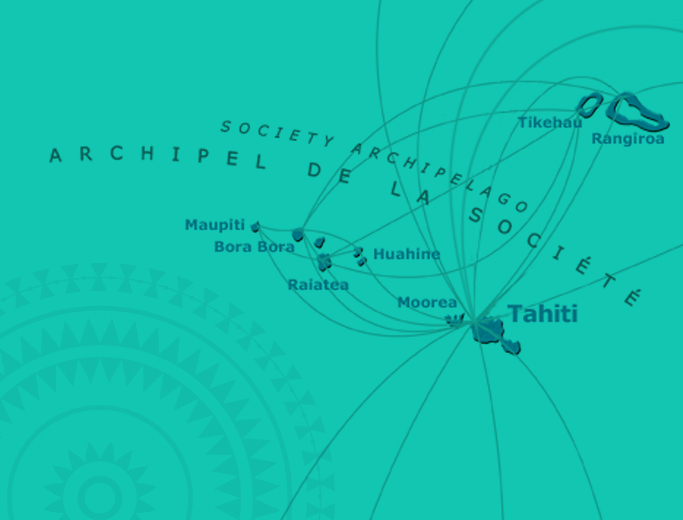 SOCIETY ARCHIPELAGO
ARCHIPEL DE LA SOCIÉTÉ
Tikehau
Rangiroa
Maupiti
Bora Bora
Huahine
Raiatea
Moorea
Tahiti